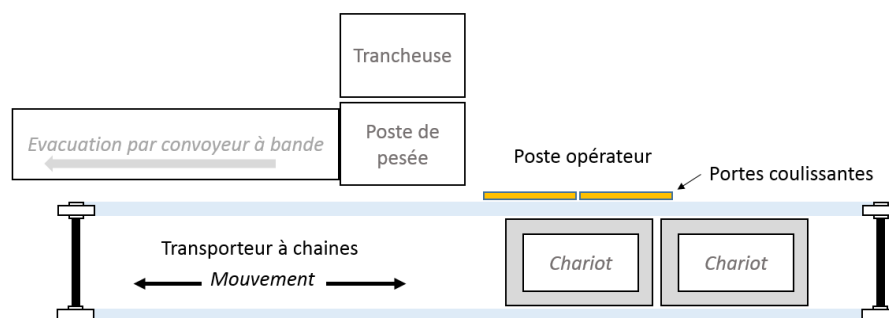 Trancheuse
Evacuation par convoyeur à bande
Poste de
pesée
Poste opérateur
Portes coulissantes
Transporteur à chaines
Mouvement
Chariot
Chariot